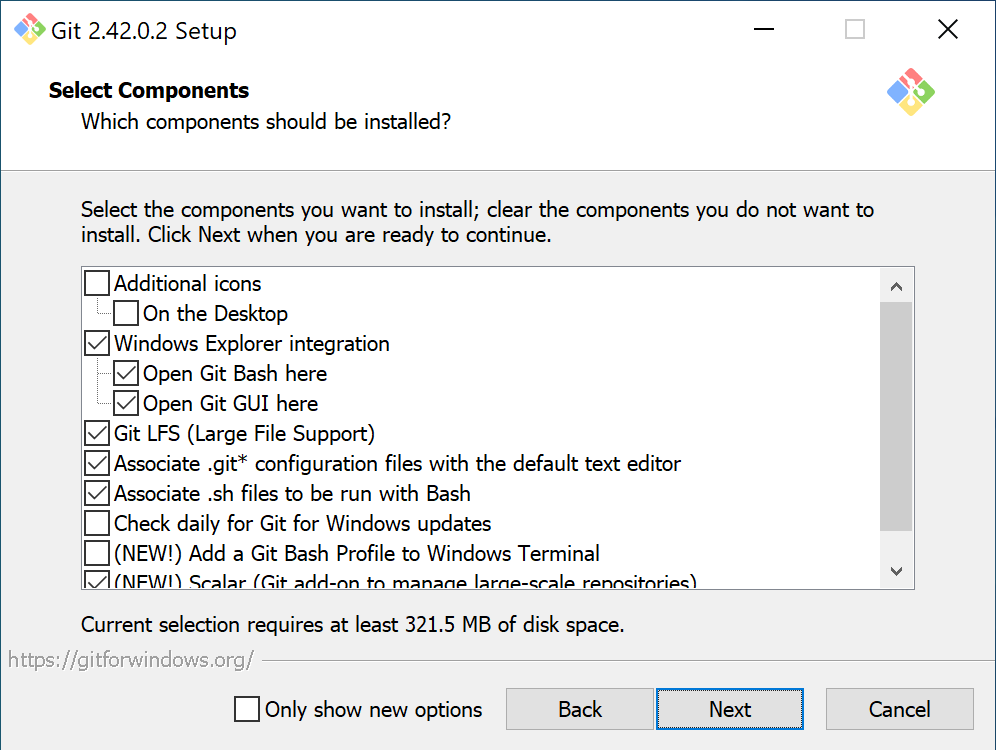 Git 2.42.0.2 Setup
Select Components
Which components should be installed?
Select the components you want to install; clear the components you do not want to
install. Click Next when you are ready to continue.
Additional icons
On the Desktop
Windows Explorer integration
Open Git Bash here
Open Git GUI here
Git LFS (Large File Support)
Associate .git* configuration files with the default text editor
Associate .sh files to be run with Bash
Check daily for Git for Windows updates
(NEW!) Add a Git Bash Profile to Windows Terminal
(NEW!) Scalar (Git add-on to manage large-scale repositories)
Current selection requires at least 321.5 MB of disk space.
https://gitforwindows.org/
Only show new options
Back
Next
Cancel